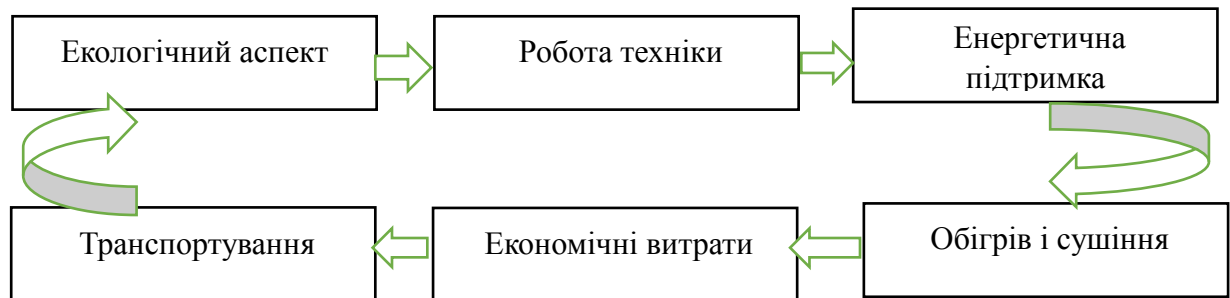 Екологічний аспект
Робота техніки
Енергетична
підтримка
Транспортування
Економічні витрати
Обігрів і сушіння